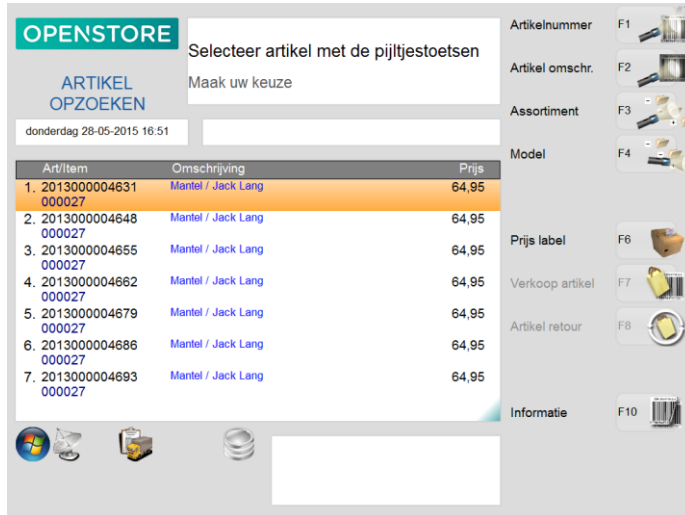 OPENSTORE
ARTIKEL
OPZOEKEN
Selecteer artikel met de pijltjestoetsen
Maak uw keuze
donderdag 28-05-2015 16:51
Art/Item Omschrijving Prijs
1. 2013000004631 Mantel / Jack Lang 64,95
000027
2. 2013000004648 Mantel / Jack Lang 64,95
000027
3. 2013000004655 Mantel / Jack Lang 64,95
000027
4. 2013000004662 Mantel / Jack Lang 64,95
000027
5. 2013000004679 Mantel / Jack Lang 64,95
000027
6. 2013000004686 Mantel / Jack Lang 64,95
000027
7. 2013000004693 Mantel / Jack Lang 64,95
000027
Artikelnummer F1
Artikel omschr. F2
Assortiment F3
Model F4
Prijs label F6
Verkoop artikel F7
Artikel retour F8
Informatie F10